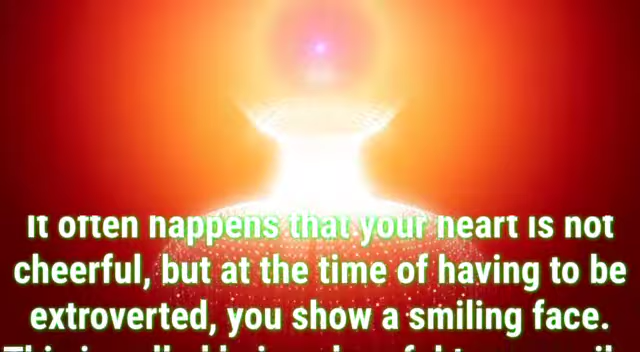 It often happens that your heart is not
cheerful, but at the time of having to be
extroverted, you show a smiling face.